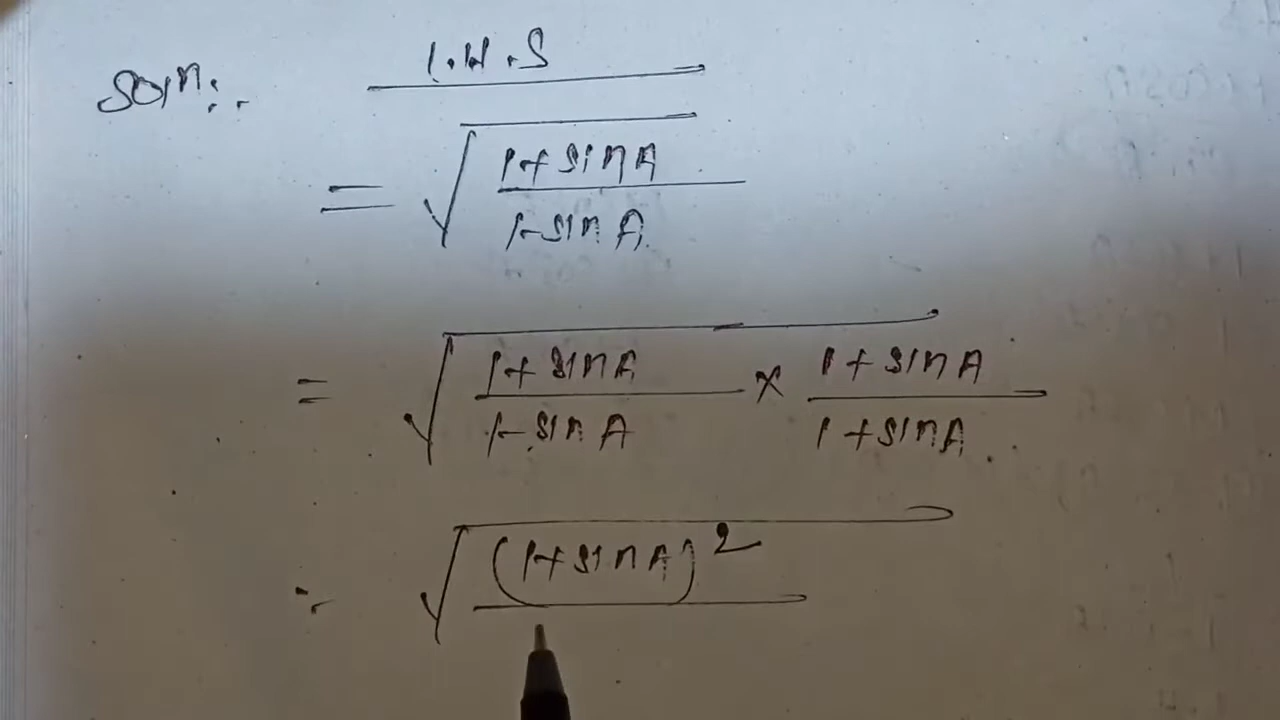 Soln:.
L.H.S
= √(1+sinA / 1-sinA)
= √(1+sinA / 1-sinA × 1+sinA / 1+sinA)
= √((1+sinA)² /